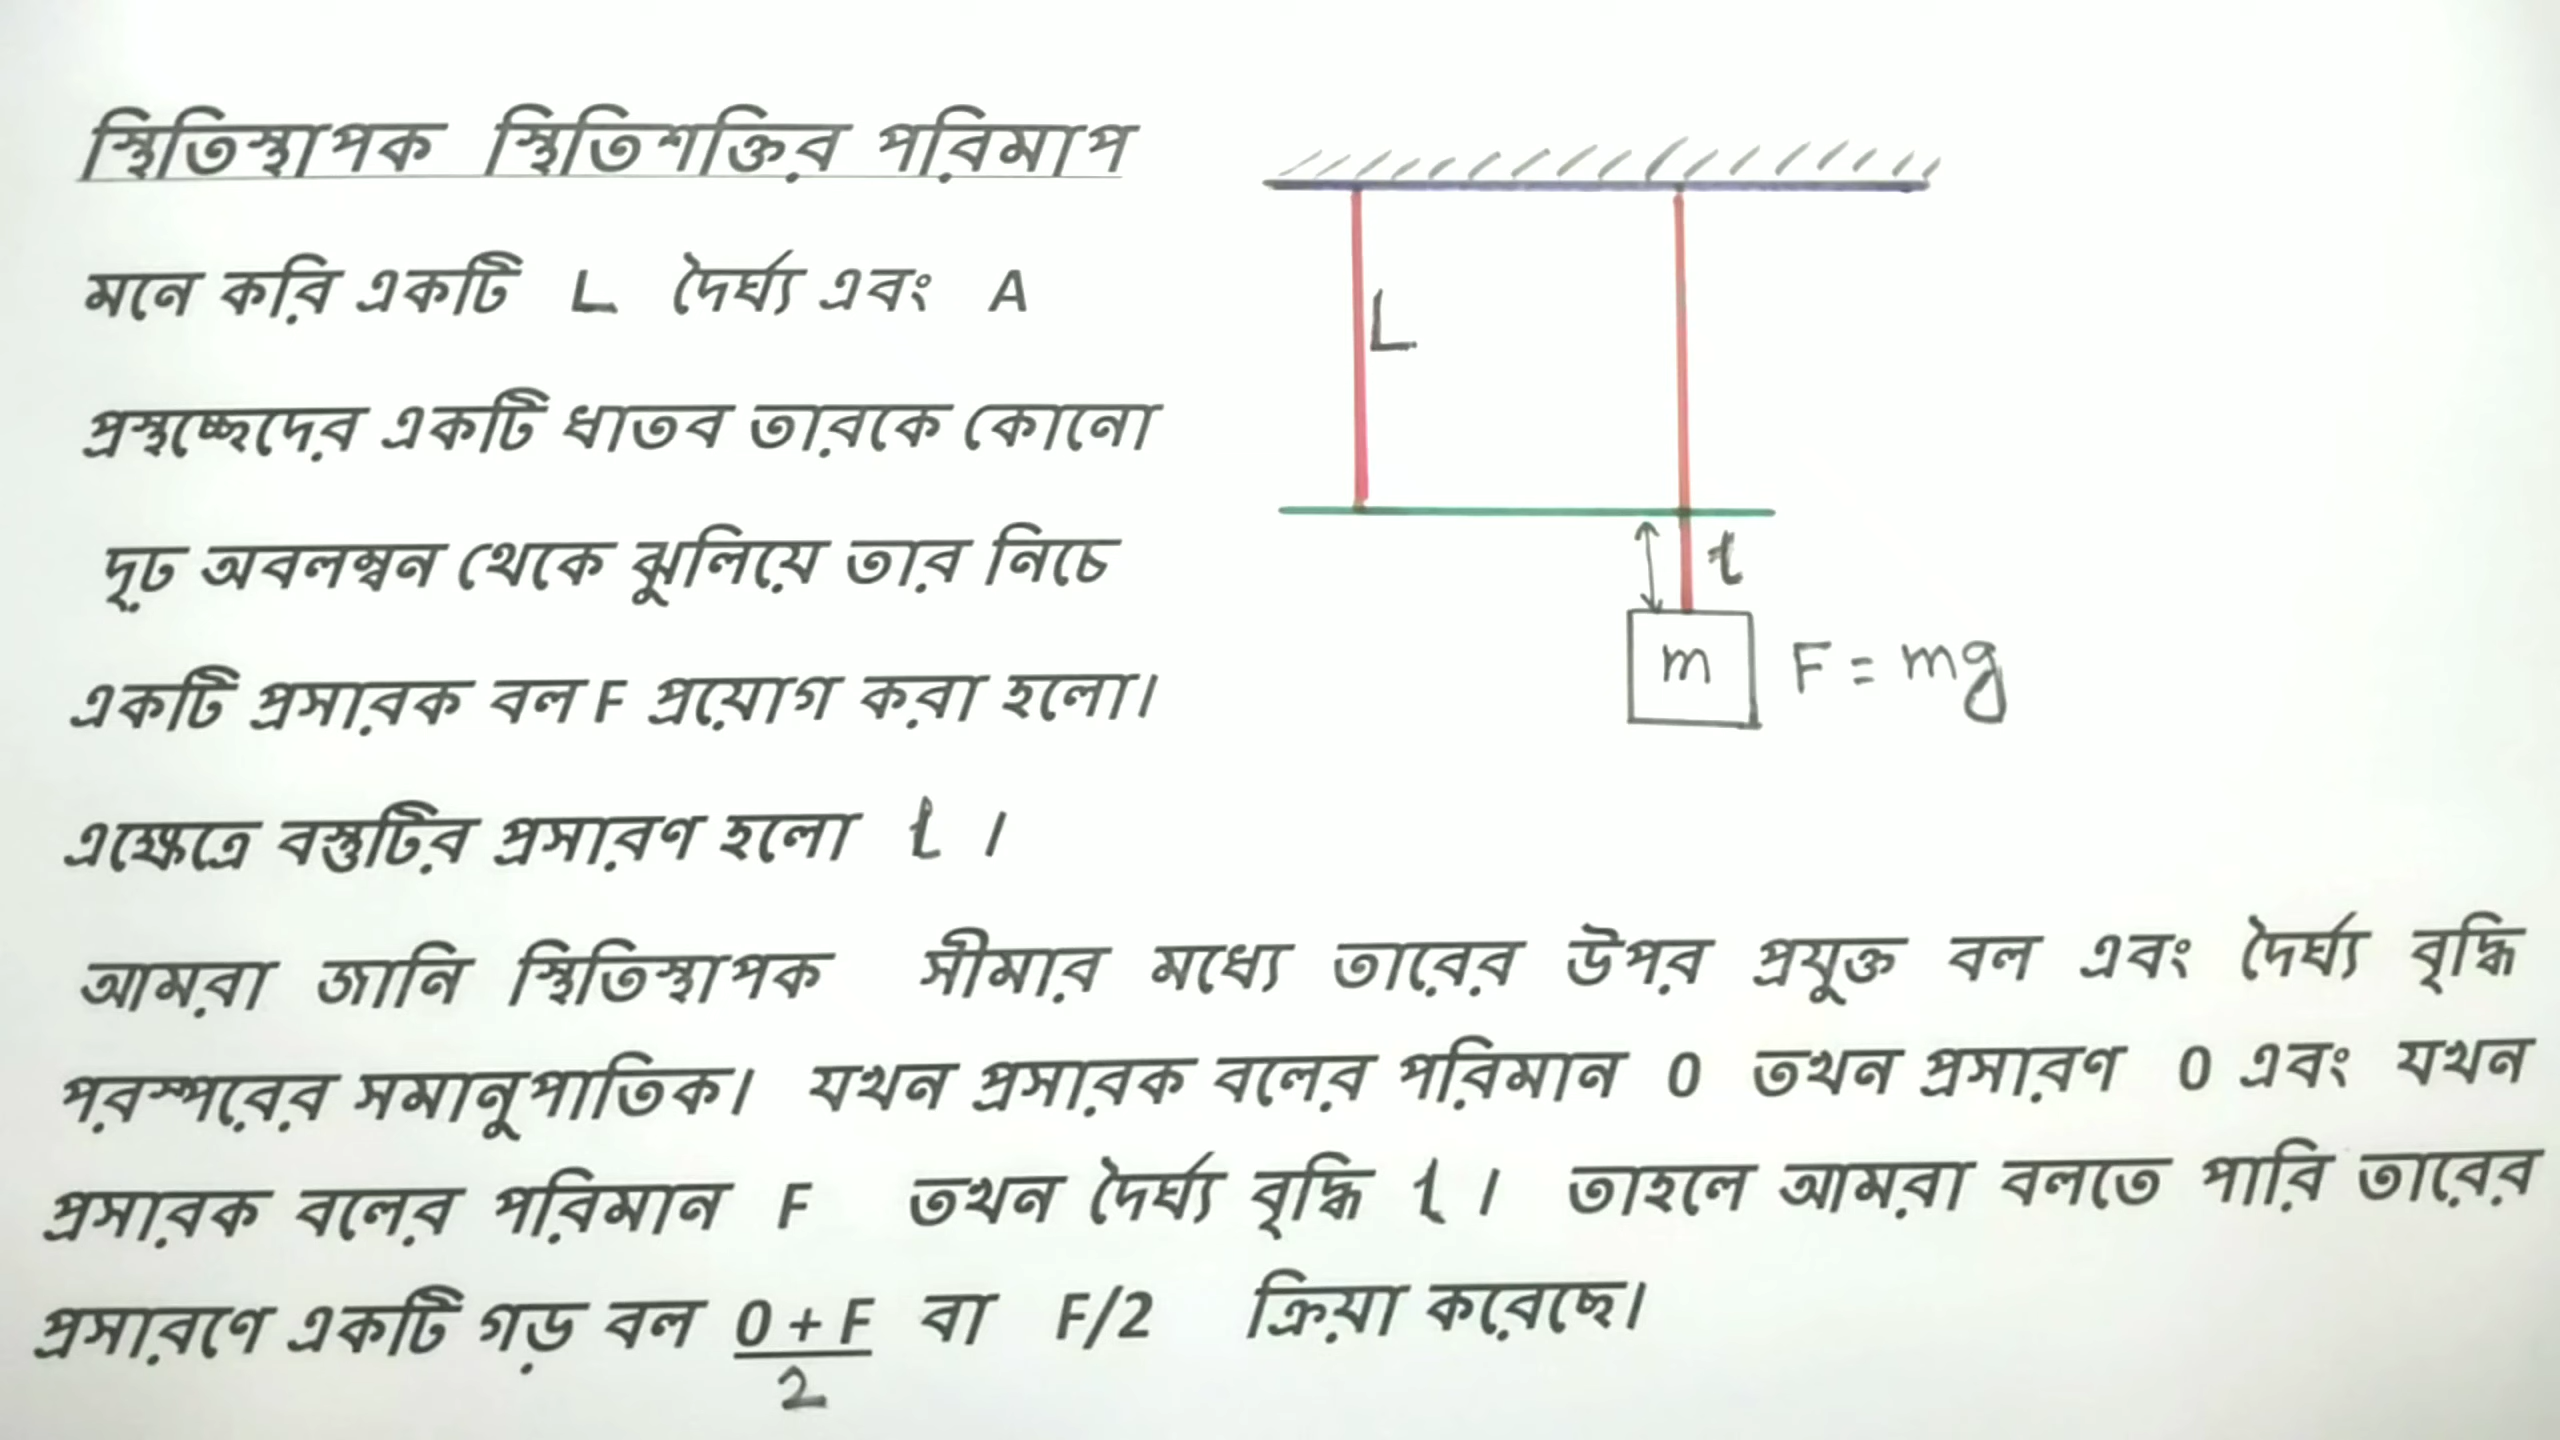 স্থিতিস্থাপক স্থিতিশক্তির পরিমাপ
মনে করি একটি L দৈর্ঘ্য এবং A
প্রস্থচ্ছেদের একটি ধাতব তারকে কোনো
দৃঢ় অবলম্বন থেকে ঝুলিয়ে তার নিচে
একটি প্রসারক বল F প্রয়োগ করা হলো।
এক্ষেত্রে বস্তুটির প্রসারণ হলো l ।
L
l
m
F = mg
আমরা জানি স্থিতিস্থাপক সীমার মধ্যে তারের উপর প্রযুক্ত বল এবং দৈর্ঘ্য বৃদ্ধি
পরস্পরের সমানুপাতিক। যখন প্রসারক বলের পরিমান 0 তখন প্রসারণ 0 এবং যখন
প্রসারক বলের পরিমান F তখন দৈর্ঘ্য বৃদ্ধি l । তাহলে আমরা বলতে পারি তারের
প্রসারণে একটি গড় বল 0 + F / 2 বা F/2 ক্রিয়া করেছে।